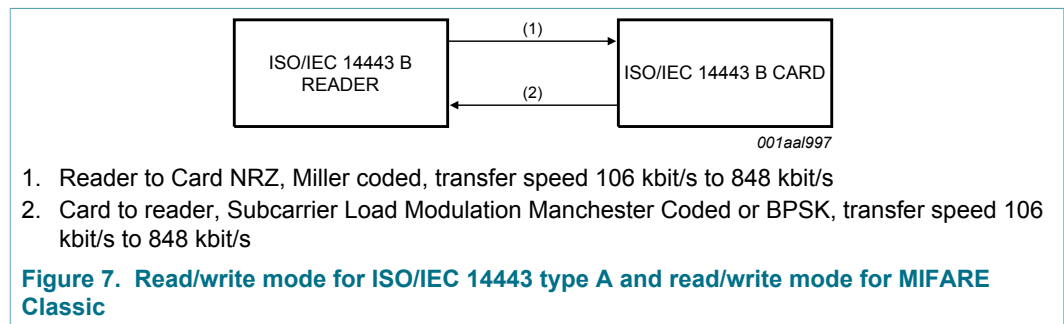 (1)
ISO/IEC 14443 B
READER
ISO/IEC 14443 B CARD
(2)
001aal997
1. Reader to Card NRZ, Miller coded, transfer speed 106 kbit/s to 848 kbit/s
2. Card to reader, Subcarrier Load Modulation Manchester Coded or BPSK, transfer speed 106
kbit/s to 848 kbit/s
Figure 7. Read/write mode for ISO/IEC 14443 type A and read/write mode for MIFARE
Classic